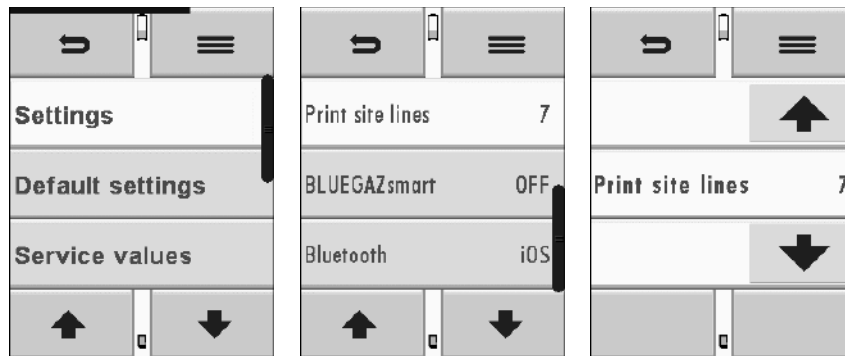 Settings
Default settings
Service values
Print site lines 7
BLUEGAZsmart OFF
Bluetooth iOS
Print site lines 7